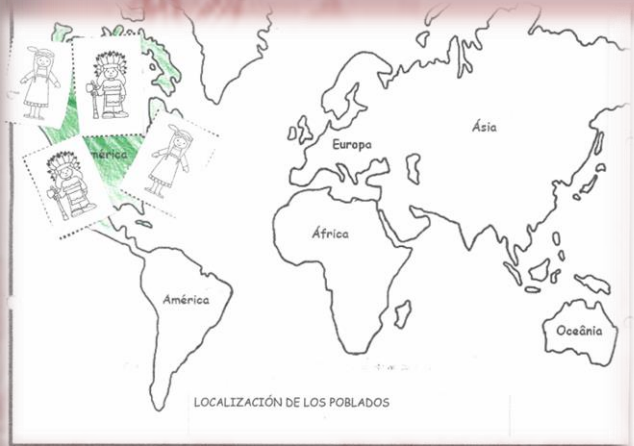 Ásia
Europa
mérica
África
América
Oceânia
LOCALIZACIÓN DE LOS POBLADOS